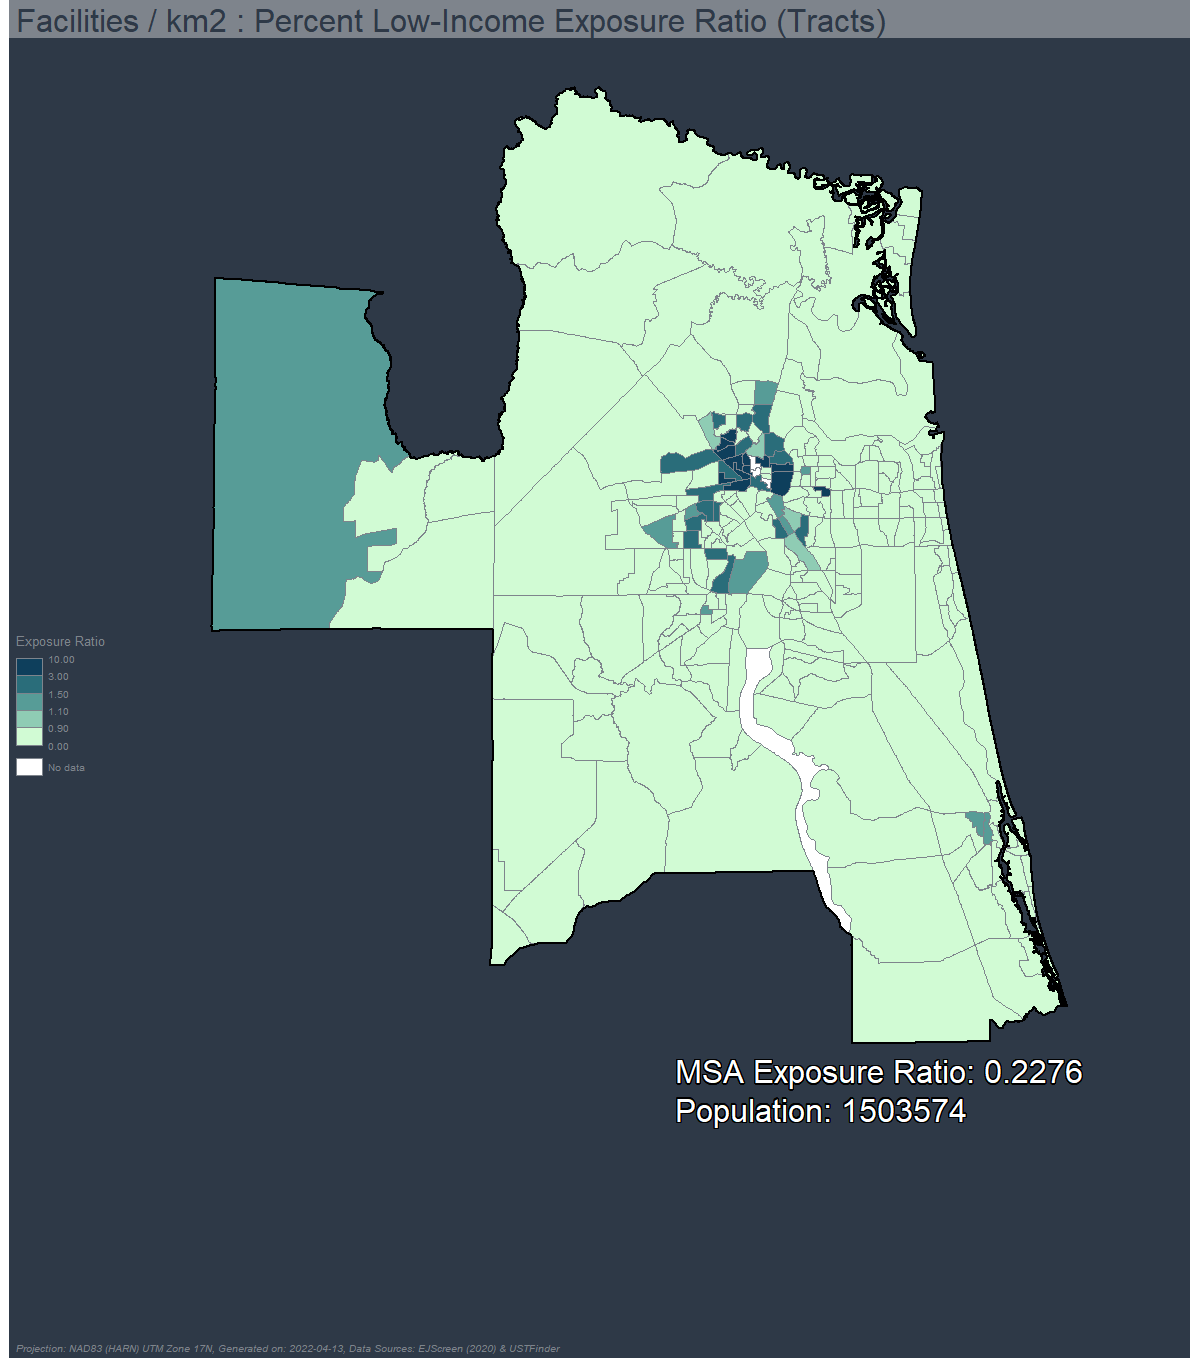 Facilities / km2 : Percent Low-Income Exposure Ratio (Tracts)
Exposure Ratio
10.00
3.00
1.50
1.10
0.90
0.00
No data
MSA Exposure Ratio: 0.2276
Population: 1503574
Projection: NAD83 (HARN) UTM Zone 17N, Generated on: 2022-04-13, Data Sources: EJScreen (2020) & USTFinder